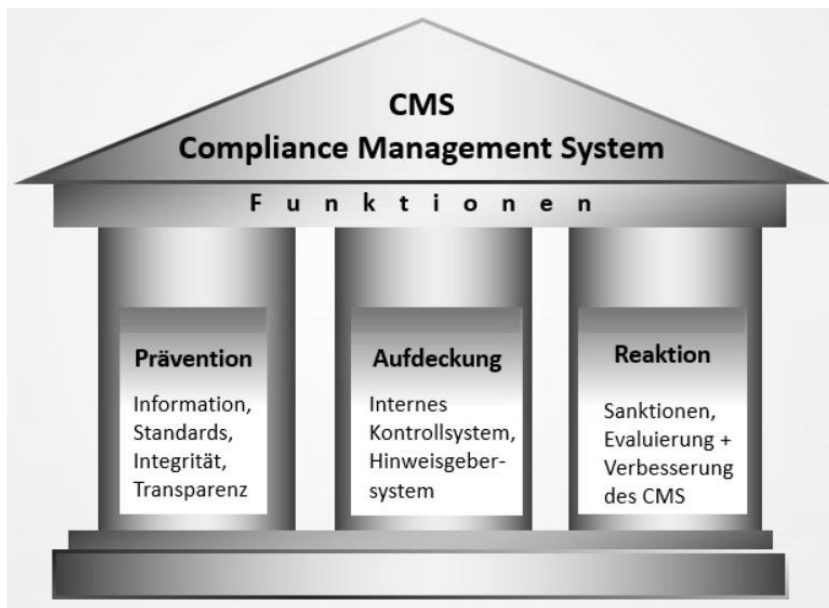 CMS
Compliance Management System
Funktionen
Prävention
Information,
Standards,
Integrität,
Transparenz
Aufdeckung
Internes
Kontrollsystem,
Hinweisgeber-
system
Reaktion
Sanktionen,
Evaluierung +
Verbesserung
des CMS